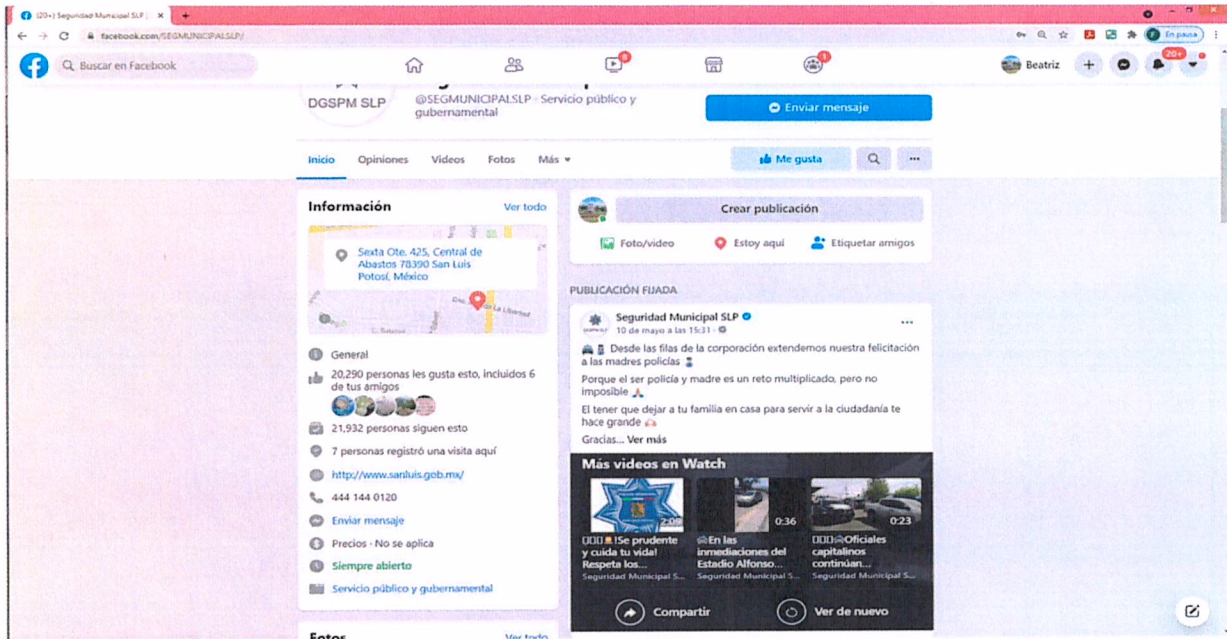 (20+) Seguridad Municipal SLP |
facebook.com/SEGMUNICIPALSLP/
En pausa
Buscar en Facebook
8
1
Beatriz
20+
DGSPM SLP
@SEGMUNICIPALSLP · Servicio público y
gubernamental
Enviar mensaje
Inicio Opiniones Videos Fotos Más
Me gusta
Información Ver todo
Sexta Ote. 425, Central de
Abastos 78390 San Luis
Potosí, México
La Libertad
General
20,290 personas les gusta esto, incluidos 6
de tus amigos
21,932 personas siguen esto
7 personas registró una visita aquí
http://www.sanluis.gob.mx/
444 144 0120
Enviar mensaje
Precios · No se aplica
Siempre abierto
Servicio público y gubernamental
Fotos Ver todo
Crear publicación
Foto/video Estoy aquí Etiquetar amigos
PUBLICACIÓN FIJADA
Seguridad Municipal SLP
10 de mayo a las 15:31 ·
Desde las filas de la corporación extendemos nuestra felicitación
a las madres policías
Porque el ser policía y madre es un reto multiplicado, pero no
imposible
El tener que dejar a tu familia en casa para servir a la ciudadanía te
hace grande
Gracias... Ver más
Más videos en Watch
2:09 0:36 0:23
!Se prudente
y cuida tu vida!
Respeta los...
Seguridad Municipal S...
En las
inmediaciones del
Estadio Alfonso...
Seguridad Municipal S...
Oficiales
capitalinos
continúan...
Seguridad Municipal S...
Compartir Ver de nuevo